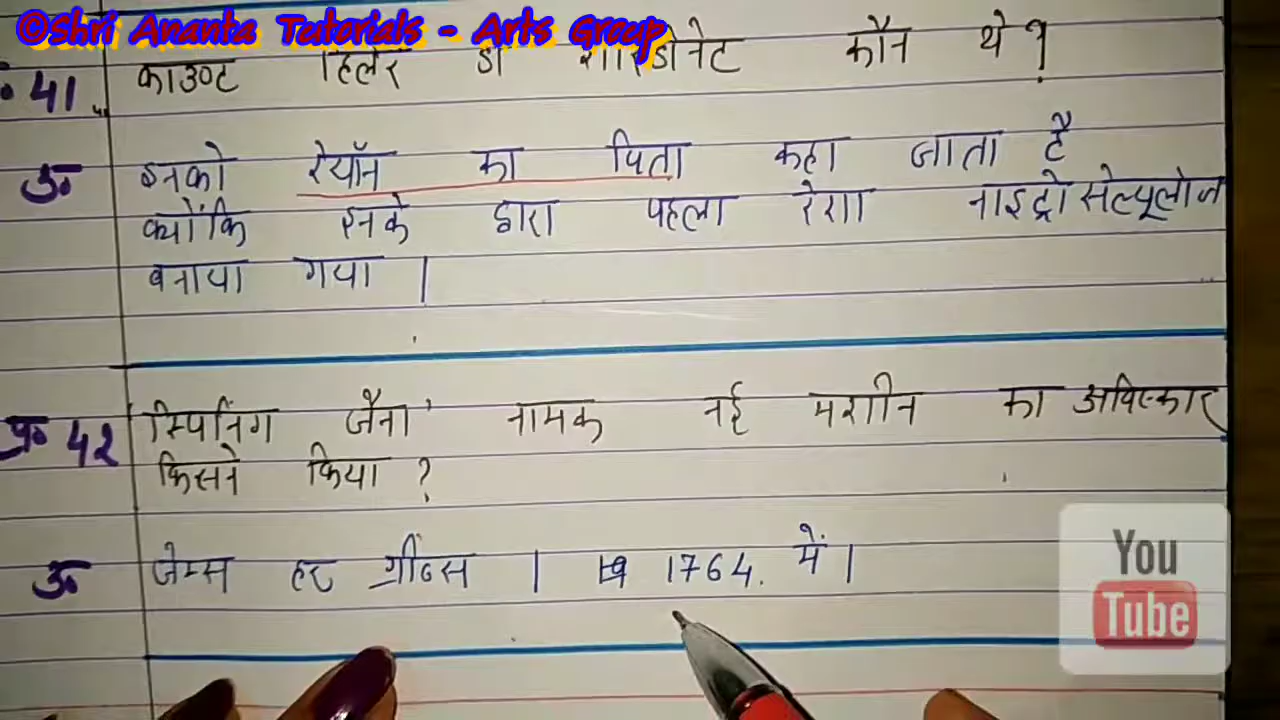 ©Shri Ananta Tutorials - Arts Group
41 काउण्ट हिलेर डी शारडोनेट कौन थे ?
उ० इनको रेयॉन का पिता कहा जाता है
क्योंकि इनके द्वारा पहला रेशा नाइट्रोसेल्यूलोज
बनाया गया |
प्र० 42 स्पिनिंग जैना' नामक नई मशीन का अविष्कार
किसने किया ?
उ० जेम्स हर ग्रीव्स | 1764. में |
You
Tube